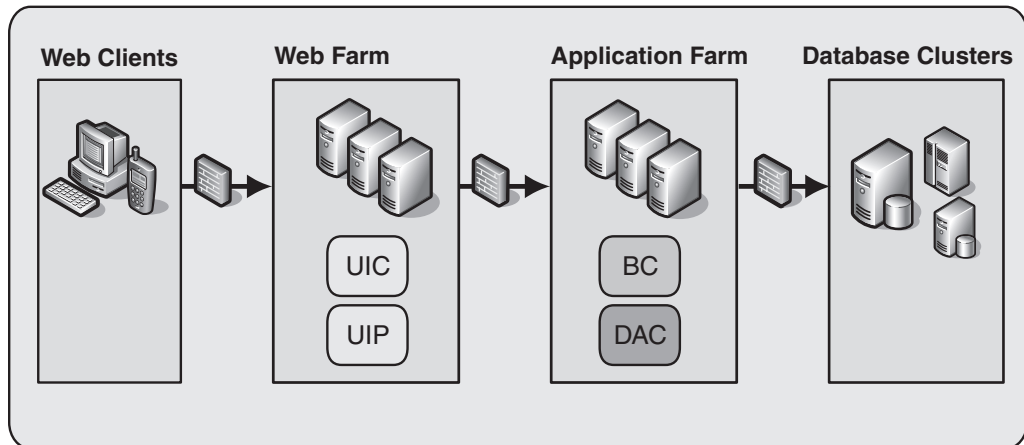 Web Clients
Web Farm
Application Farm
Database Clusters
UIC
UIP
BC
DAC